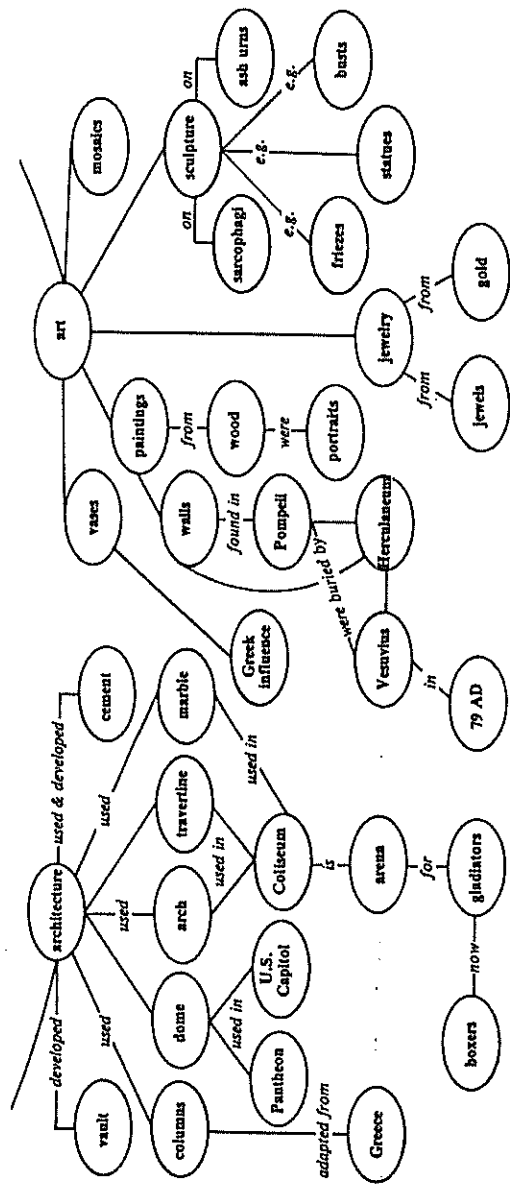 architecture
developed
used & developed
vault
cement
used
used
used
columns
dome
arch
travertine
marble
used in
used in
used in
Pantheon
U.S.
Capitol
Coliseum
adapted from
is
Greece
arena
for
gladiators
now
boxers
art
vases
mosaics
Greek
influence
paintings
walls
from
wood
were
portraits
found in
Pompeii
were buried by
Herculaneum
Vesuvius
in
79 AD
sculpture
on
on
sarcophagi
ash urns
e.g.
e.g.
e.g.
friezes
statues
busts
jewelry
from
from
jewels
gold